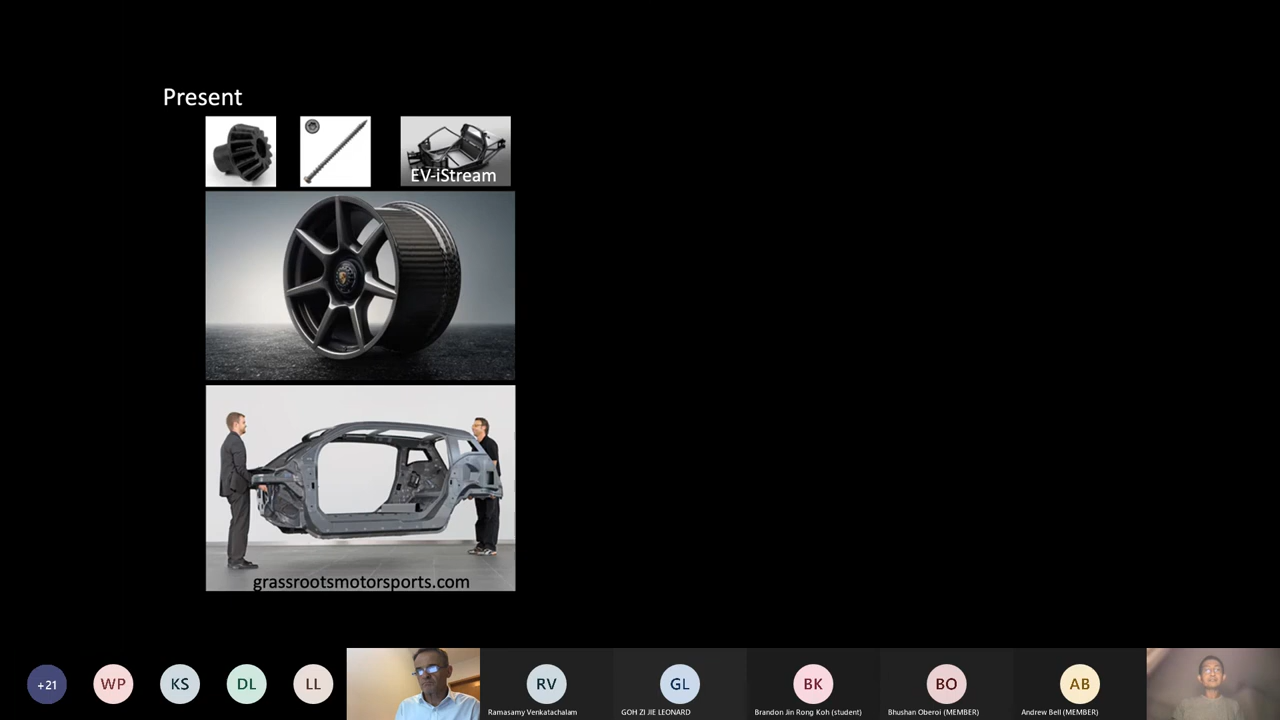 Present
EV-iStream
grassrootsmotorsports.com
+21
WP
KS
DL
LL
RV
GL
BK
BO
AB
Ramasamy Venkatachalam
GOH ZI JIE LEONARD
Brandon Jin Rong Koh (student)
Bhushan Oberoi (MEMBER)
Andrew Bell (MEMBER)